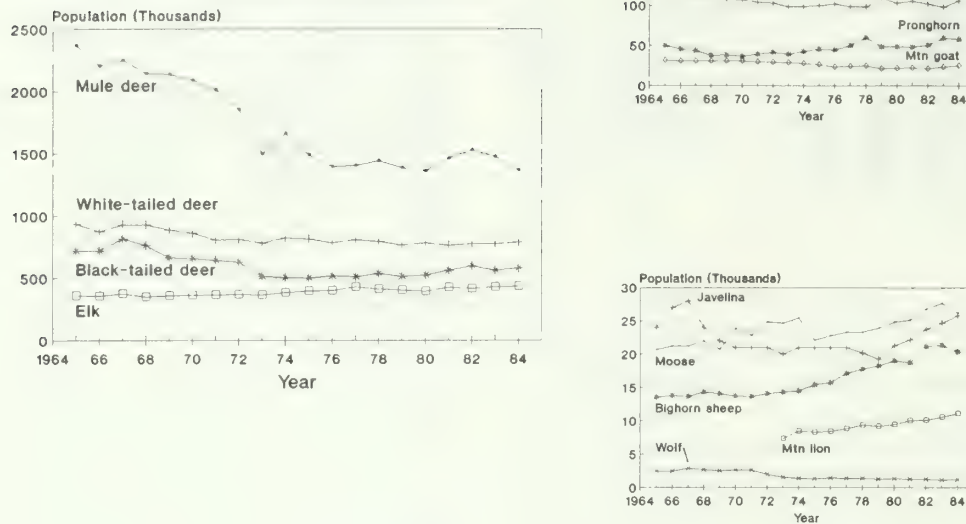 Population (Thousands)
2500
2000
1500
1000
500
0
Mule deer
White-tailed deer
Black-tailed deer
Elk
1964 66 68 70 72 74 76 78 80 82 84
Year
100
50
0
Pronghorn
Mtn goat
1964 66 68 70 72 74 76 78 80 82 84
Year
Population (Thousands)
30
25
20
15
10
5
0
Javelina
Moose
Bighorn sheep
Mtn lion
Wolf
1964 66 68 70 72 74 76 78 80 82 84
Year